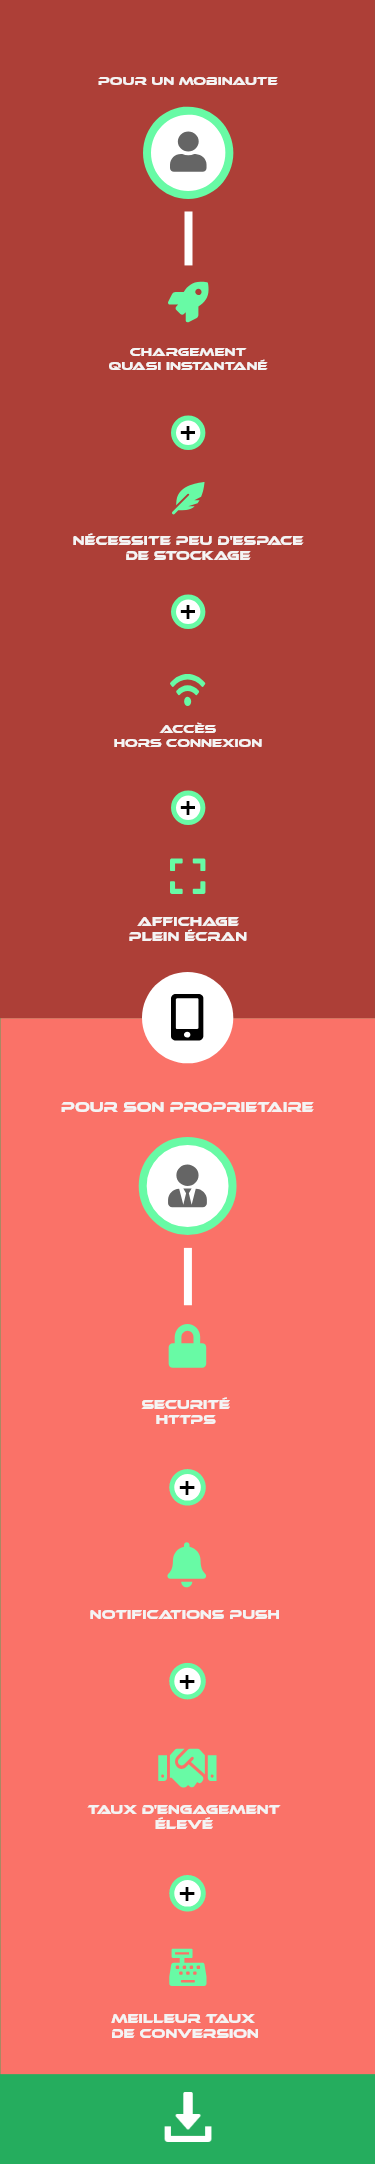 POUR UN MOBINAUTE
CHARGEMENT
QUASI INSTANTANÉ
NÉCESSITE PEU D'ESPACE
DE STOCKAGE
ACCÈS
HORS CONNEXION
AFFICHAGE
PLEIN ÉCRAN
POUR SON PROPRIETAIRE
SECURITÉ
HTTPS
NOTIFICATIONS PUSH
TAUX D'ENGAGEMENT
ÉLEVÉ
MEILLEUR TAUX
DE CONVERSION